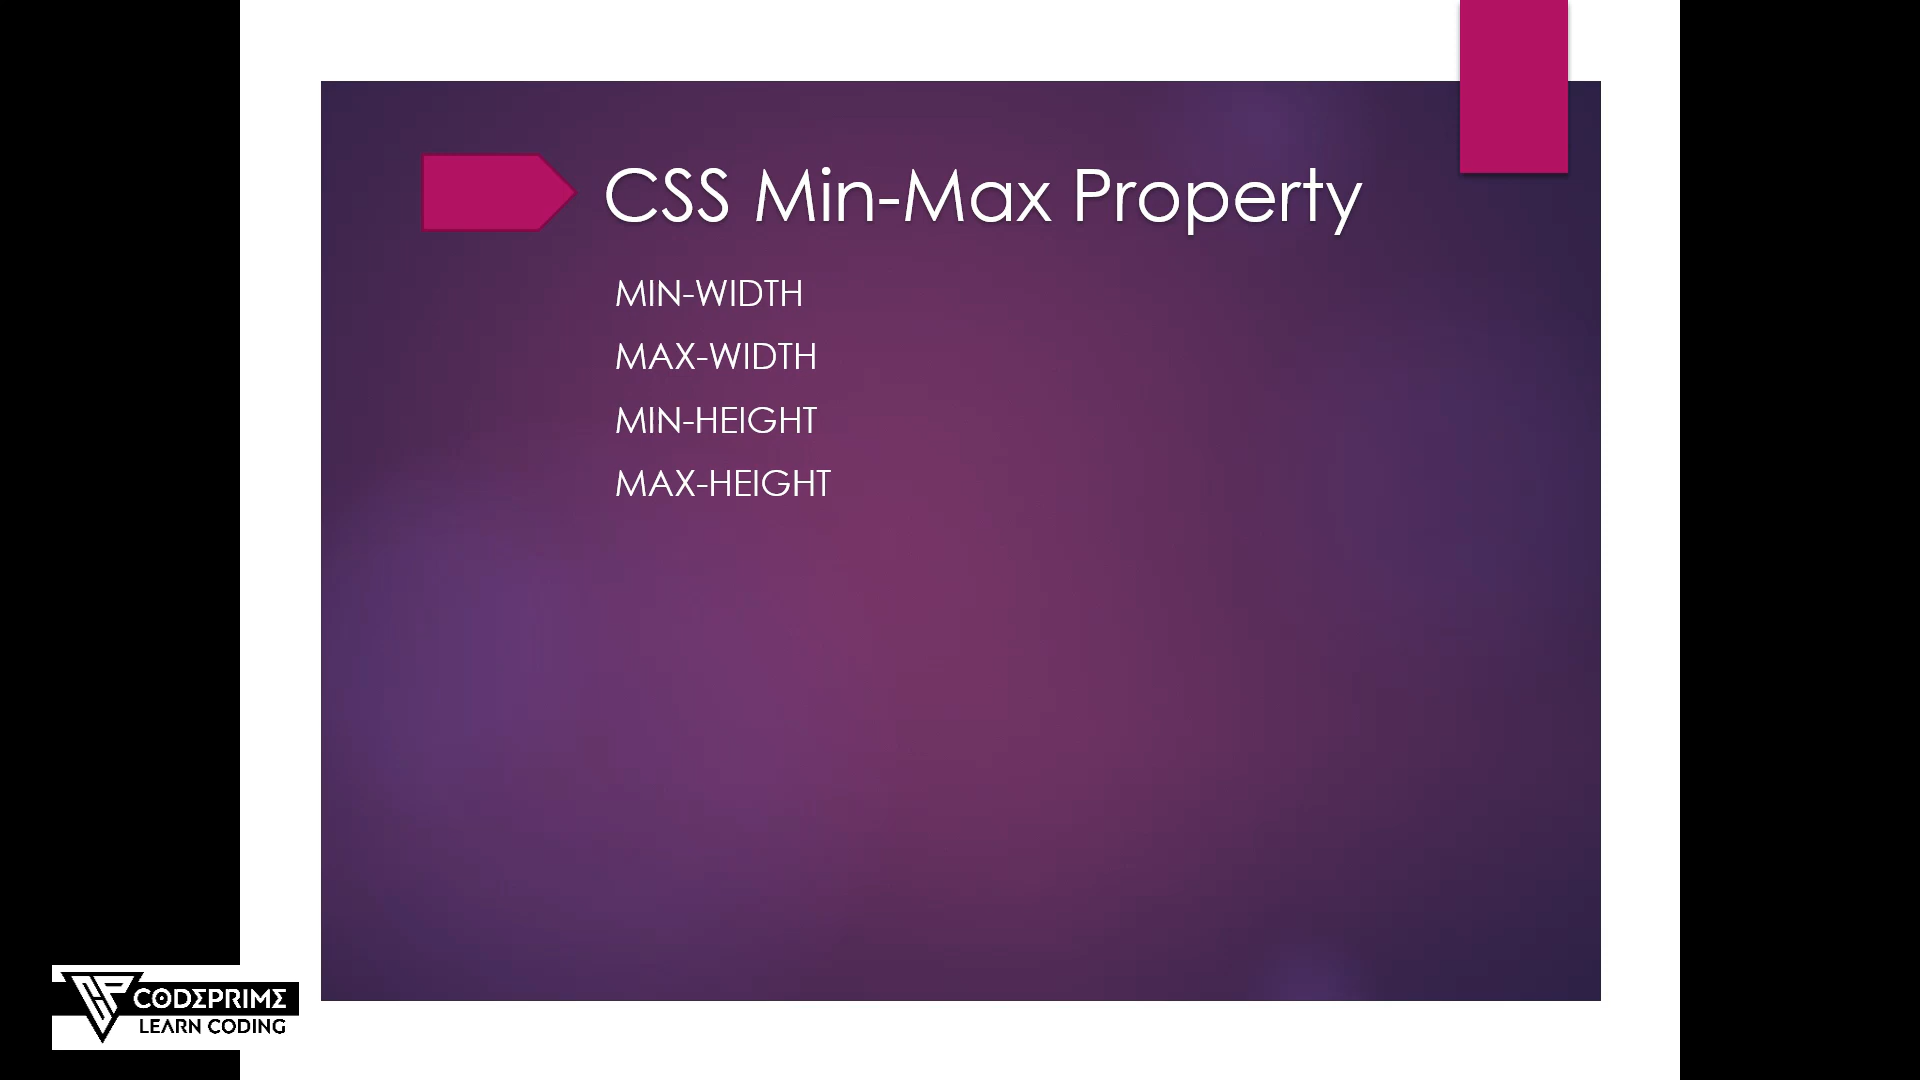 CSS Min-Max Property
MIN-WIDTH
MAX-WIDTH
MIN-HEIGHT
MAX-HEIGHT
CODΣPRIMΣ
LEARN CODING